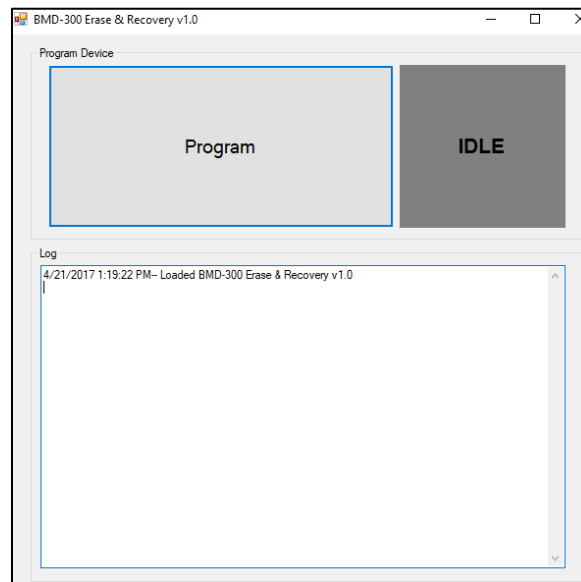 BMD-300 Erase & Recovery v1.0
Program Device
Program
IDLE
Log
4/21/2017 1:19:22 PM-- Loaded BMD-300 Erase & Recovery v1.0